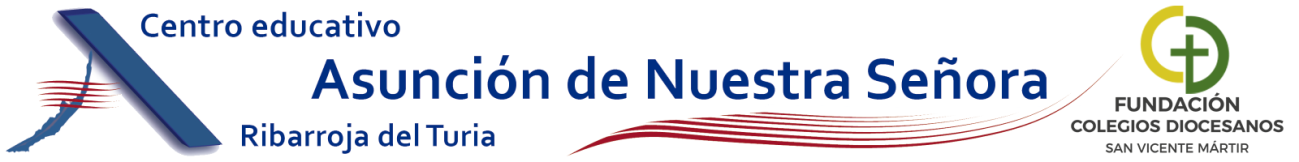 Centro educativo
Asunción de Nuestra Señora
Ribarroja del Turia
FUNDACIÓN
COLEGIOS DIOCESANOS
SAN VICENTE MÁRTIR